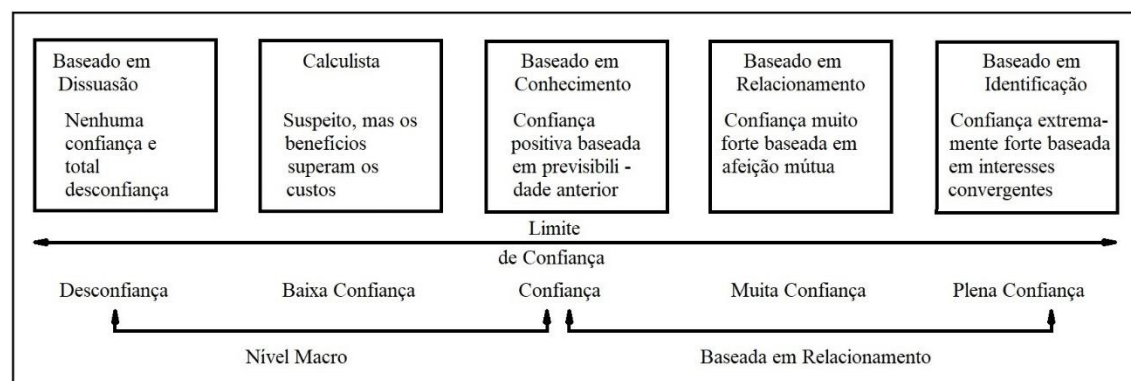 Baseado em
Dissuasão
Nenhuma
confiança e
total
desconfiança
Calculista
Suspeito, mas os
benefícios
superam os
custos
Baseado em
Conhecimento
Confiança
positiva baseada
em previsibili - 
dade anterior
Baseado em
Relacionamento
Confiança muito
forte baseada em
afeição mútua
Baseado em
Identificação
Confiança extrema-
mente forte baseada
em interesses
convergentes
Limite
de Confiança
Desconfiança
Baixa Confiança
Confiança
Muita Confiança
Plena Confiança
Nível Macro
Baseada em Relacionamento